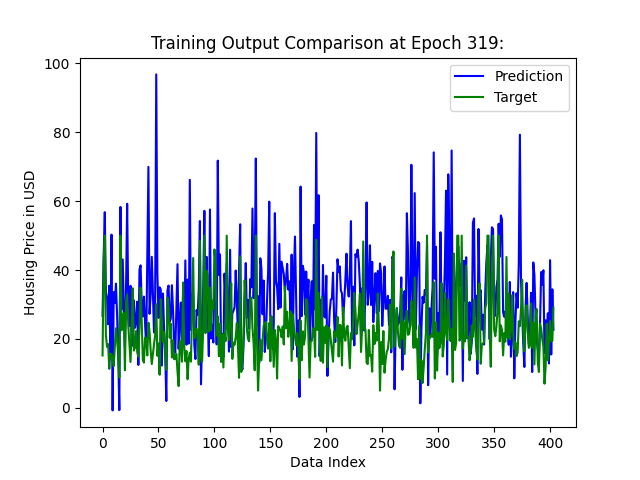 Training Output Comparison at Epoch 319:
Prediction
Target
Housing Price in USD
100
80
60
40
20
0
0 50 100 150 200 250 300 350 400
Data Index